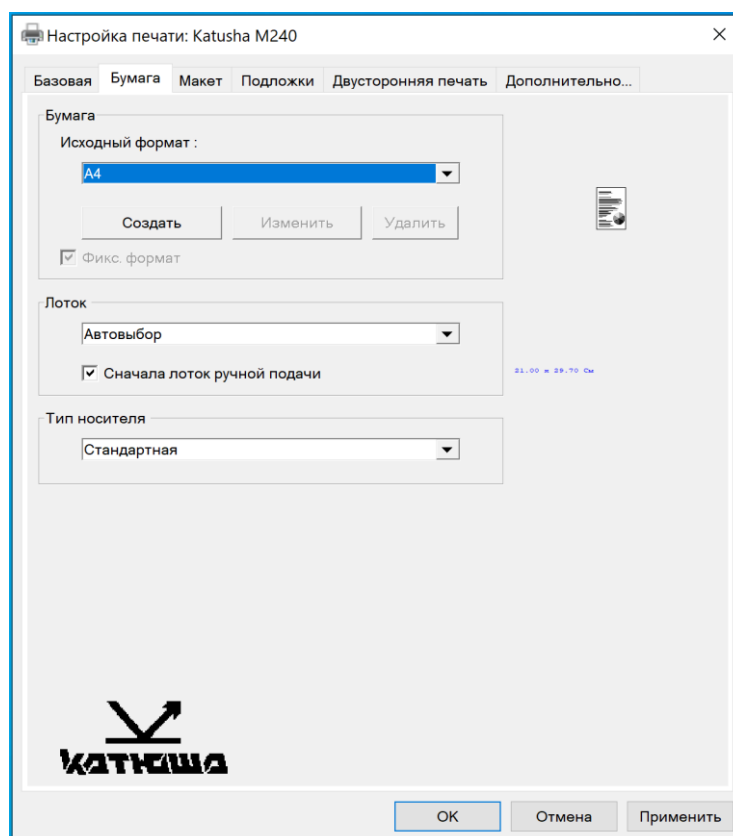 Настройка печати: Katusha M240
Базовая Бумага Макет Подложки Двусторонняя печать Дополнительно...
Бумага
Исходный формат :
A4
Создать Изменить Удалить
Фикс. формат
Лоток
Автовыбор
Сначала лоток ручной подачи
21.00 x 29.70 См
Тип носителя
Стандартная
катюша
OK Отмена Применить